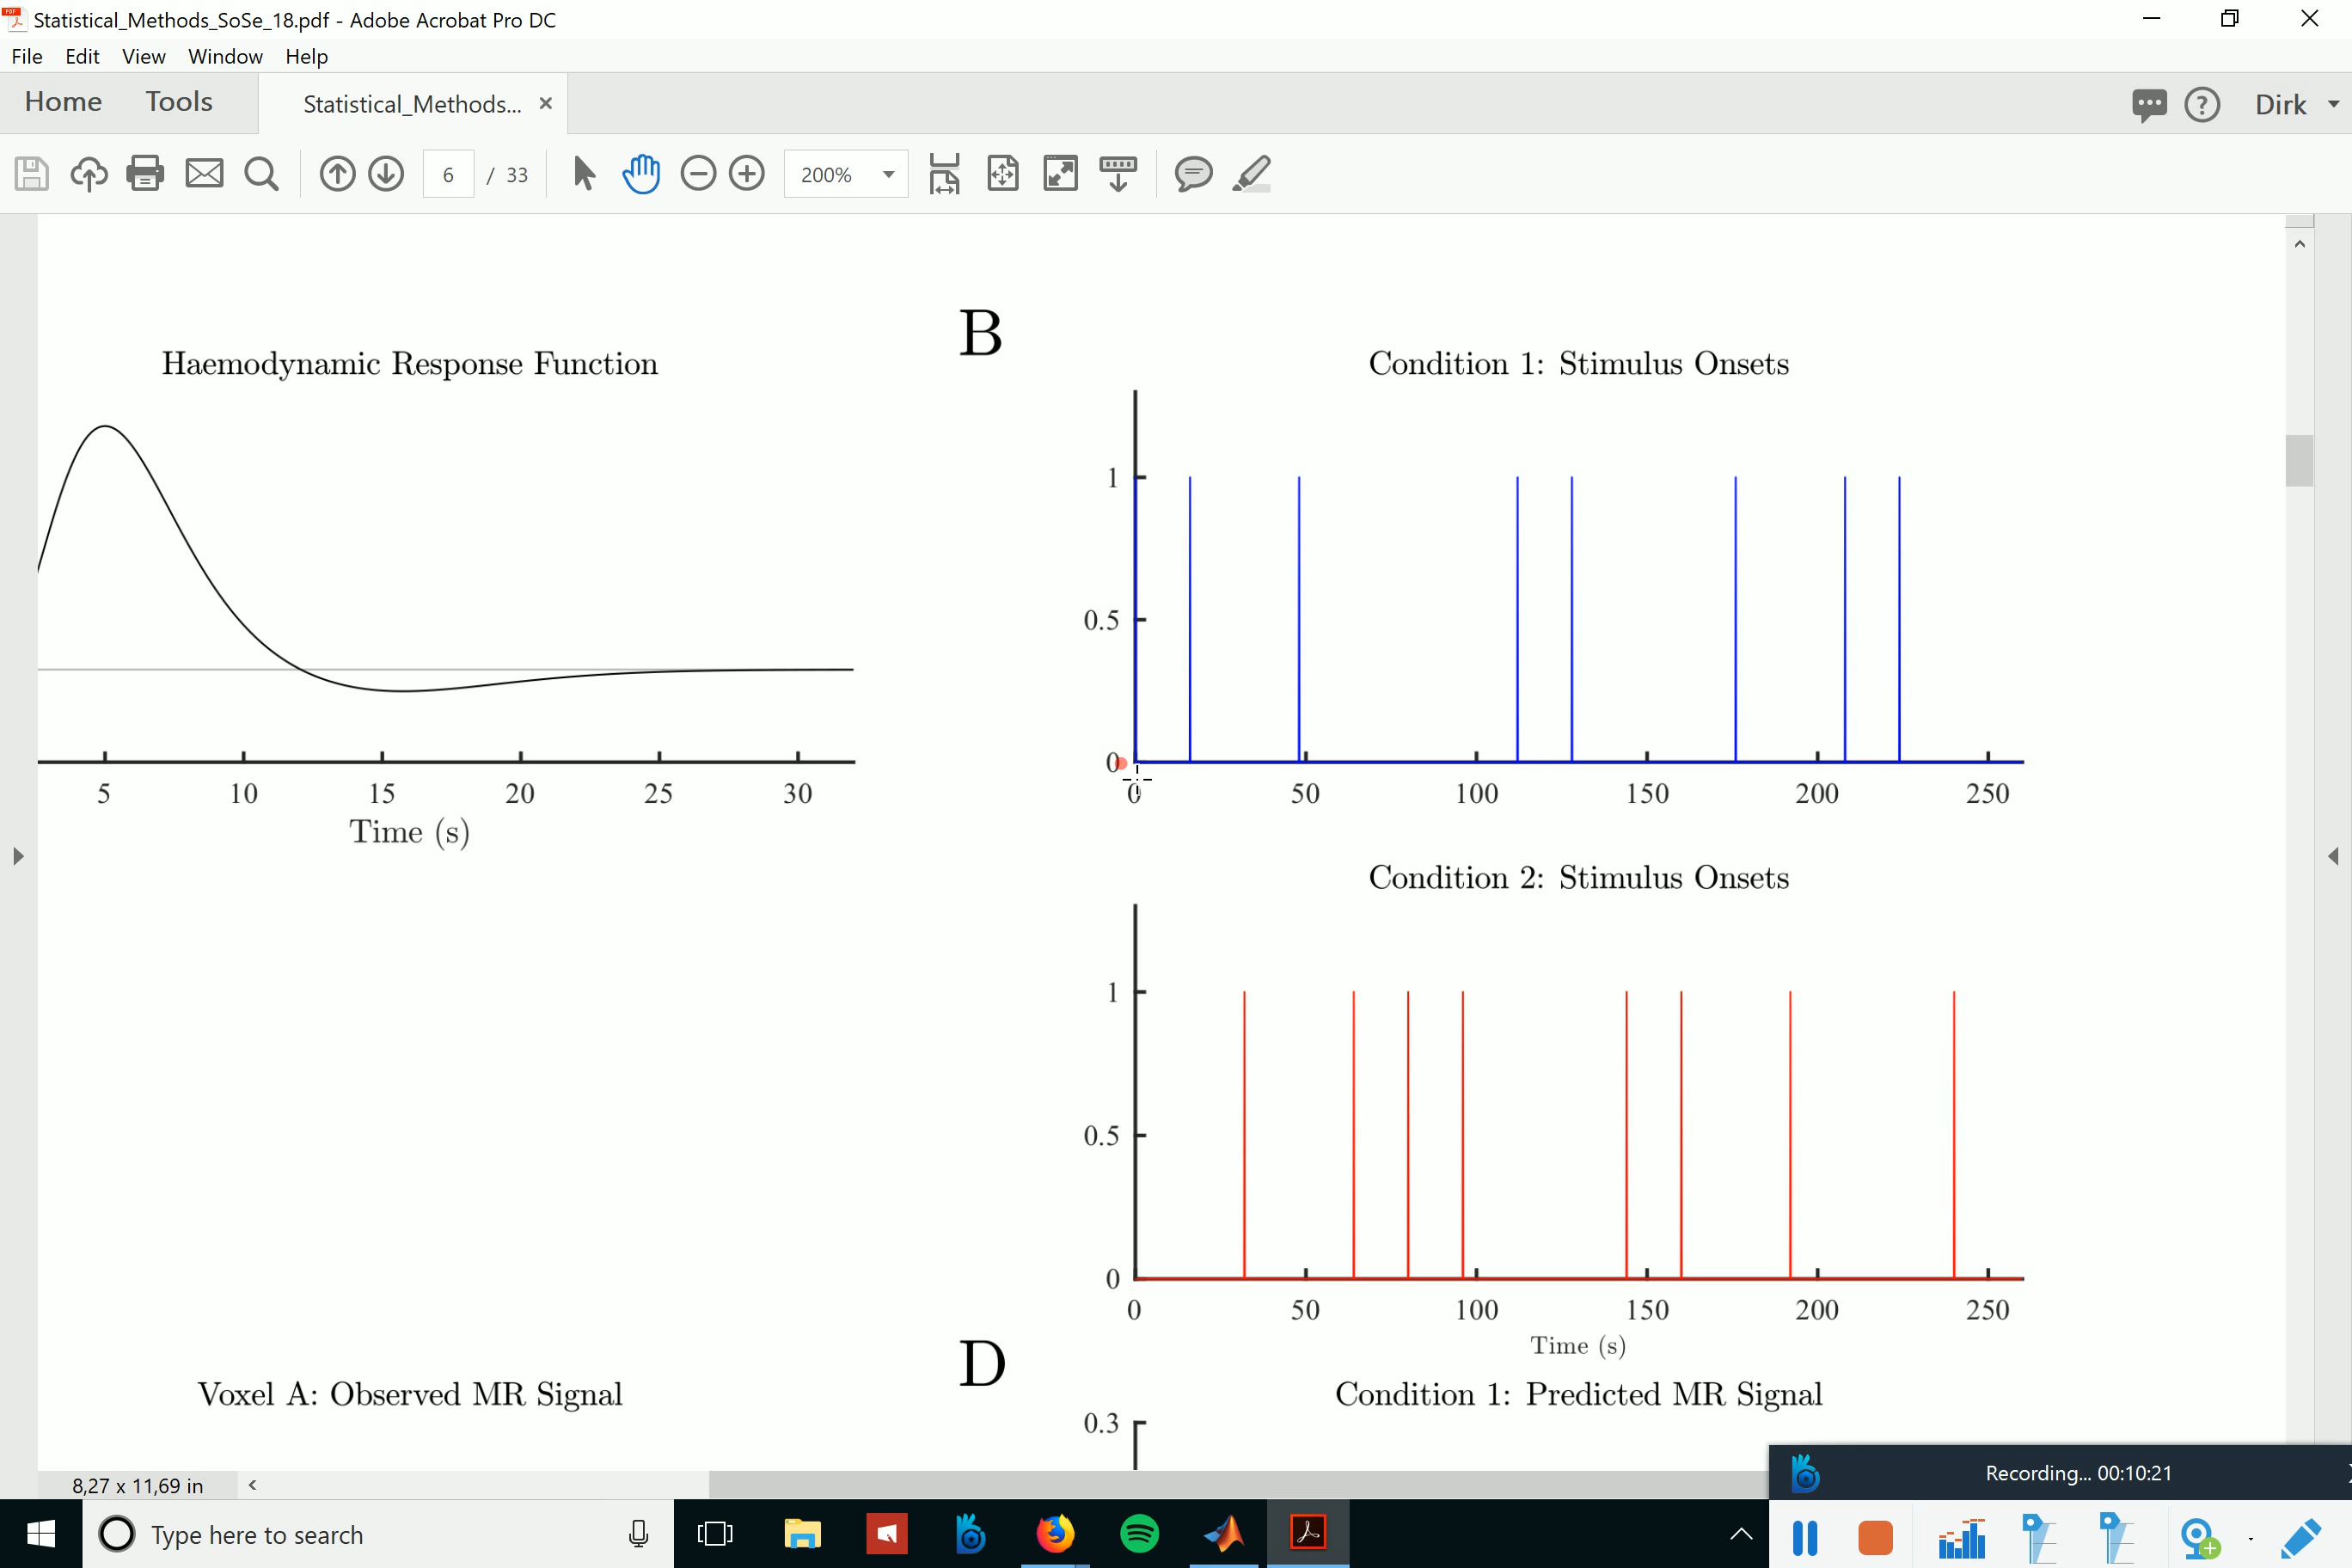 Statistical_Methods_SoSe_18.pdf - Adobe Acrobat Pro DC
File Edit View Window Help
Home Tools Statistical_Methods... × Dirk
6 / 33 200%
B
Haemodynamic Response Function
5 10 15 20 25 30
Time (s)
Condition 1: Stimulus Onsets
1
0.5
0
0 50 100 150 200 250
Condition 2: Stimulus Onsets
1
0.5
0
0 50 100 150 200 250
Time (s)
D
Voxel A: Observed MR Signal
Condition 1: Predicted MR Signal
0.3
8,27 x 11,69 in
Recording... 00:10:21
Type here to search